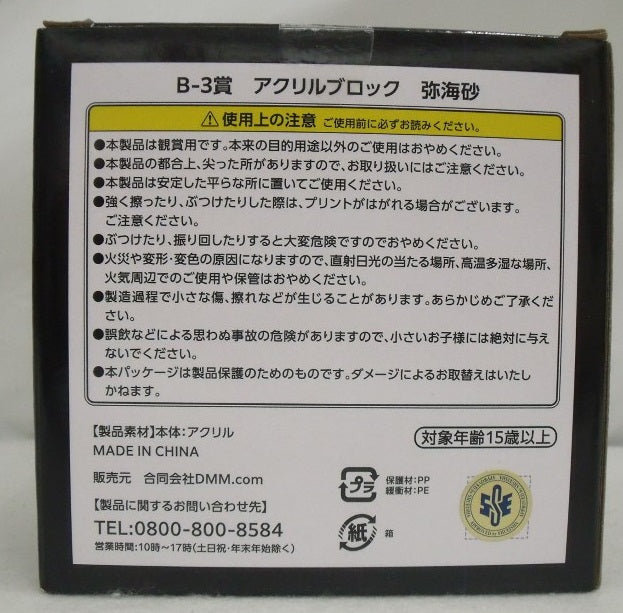 B-3賞 アクリルブロック 弥海砂
使用上の注意 ご使用前に必ずお読みください。
●本製品は観賞用です。本来の目的用途以外のご使用はおやめください。
●本製品の都合上、尖った所がありますので、お取り扱いにはご注意ください。
●本製品は安定した平らな所に置いてご使用ください。
●強く擦ったり、ぶつけたりした際は、プリントがはがれる場合がございます。
ご注意ください。
●ぶつけたり、振り回したりすると大変危険ですのでおやめください。
●火災や変形・変色の原因になりますので、直射日光の当たる場所、高温多湿な場所、
火気周辺でのご使用や保管はおやめください。
●製造過程で小さな傷、擦れなどが生じることがあります。あらかじめご了承くだ
さい。
●誤飲などによる思わぬ事故の危険がありますので、小さいお子様には絶対に与え
ないでください。
●本パッケージは製品保護のためのものです。ダメージによるお取替えはいたし
かねます。
【製品素材】本体:アクリル
MADE IN CHINA
対象年齢15歳以上
販売元 合同会社DMM.com
【製品に関するお問い合わせ先】
TEL:0800-800-8584
営業時間:10時~17時(土日祝・年末年始除く)
プラ
保護材:PP
緩衝材:PE
紙
箱